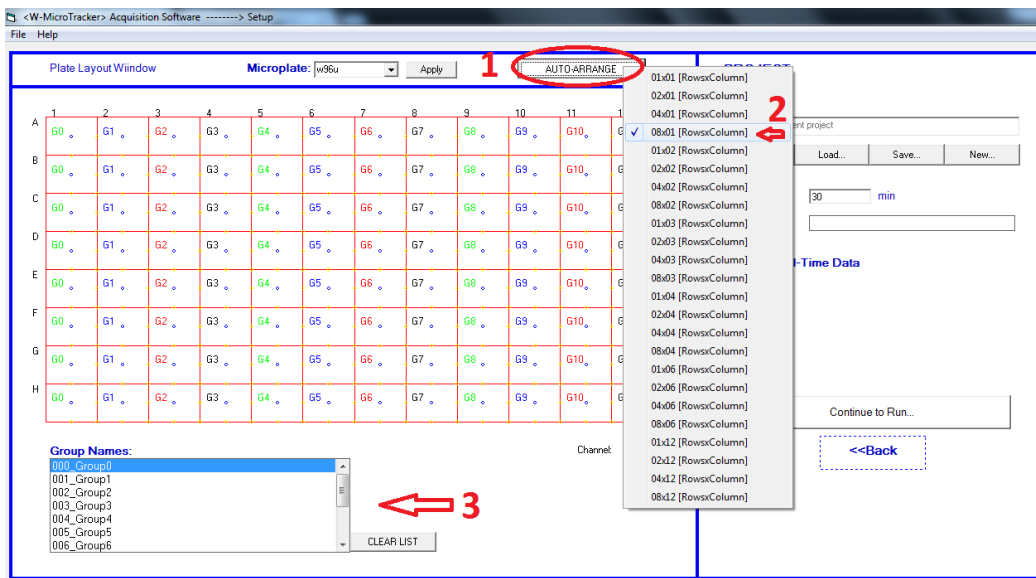 <W-MicroTracker> Acquisition Software --------> Setup
File Help
Plate Layout Wiindow
Microplate: w96u
Apply
1
AUTO-ARRANGE
1 2 3 4 5 6 7 8 9 10 11
A G0 G1 G2 G3 G4 G5 G6 G7 G8 G9 G10
B G0 G1 G2 G3 G4 G5 G6 G7 G8 G9 G10
C G0 G1 G2 G3 G4 G5 G6 G7 G8 G9 G10
D G0 G1 G2 G3 G4 G5 G6 G7 G8 G9 G10
E G0 G1 G2 G3 G4 G5 G6 G7 G8 G9 G10
F G0 G1 G2 G3 G4 G5 G6 G7 G8 G9 G10
G G0 G1 G2 G3 G4 G5 G6 G7 G8 G9 G10
H G0 G1 G2 G3 G4 G5 G6 G7 G8 G9 G10
01x01 [RowsxColumn]
02x01 [RowsxColumn]
04x01 [RowsxColumn]
2
✓ 08x01 [RowsxColumn]
01x02 [RowsxColumn]
02x02 [RowsxColumn]
04x02 [RowsxColumn]
08x02 [RowsxColumn]
01x03 [RowsxColumn]
02x03 [RowsxColumn]
04x03 [RowsxColumn]
08x03 [RowsxColumn]
01x04 [RowsxColumn]
02x04 [RowsxColumn]
04x04 [RowsxColumn]
08x04 [RowsxColumn]
01x06 [RowsxColumn]
02x06 [RowsxColumn]
04x06 [RowsxColumn]
08x06 [RowsxColumn]
01x12 [RowsxColumn]
02x12 [RowsxColumn]
04x12 [RowsxColumn]
08x12 [RowsxColumn]
ent project
Load... Save... New...
30 min
l-Time Data
Continue to Run...
<<Back
Group Names:
Channel:
000_Group0
001_Group1
002_Group2
003_Group3
004_Group4
005_Group5
006_Group6
3
CLEAR LIST